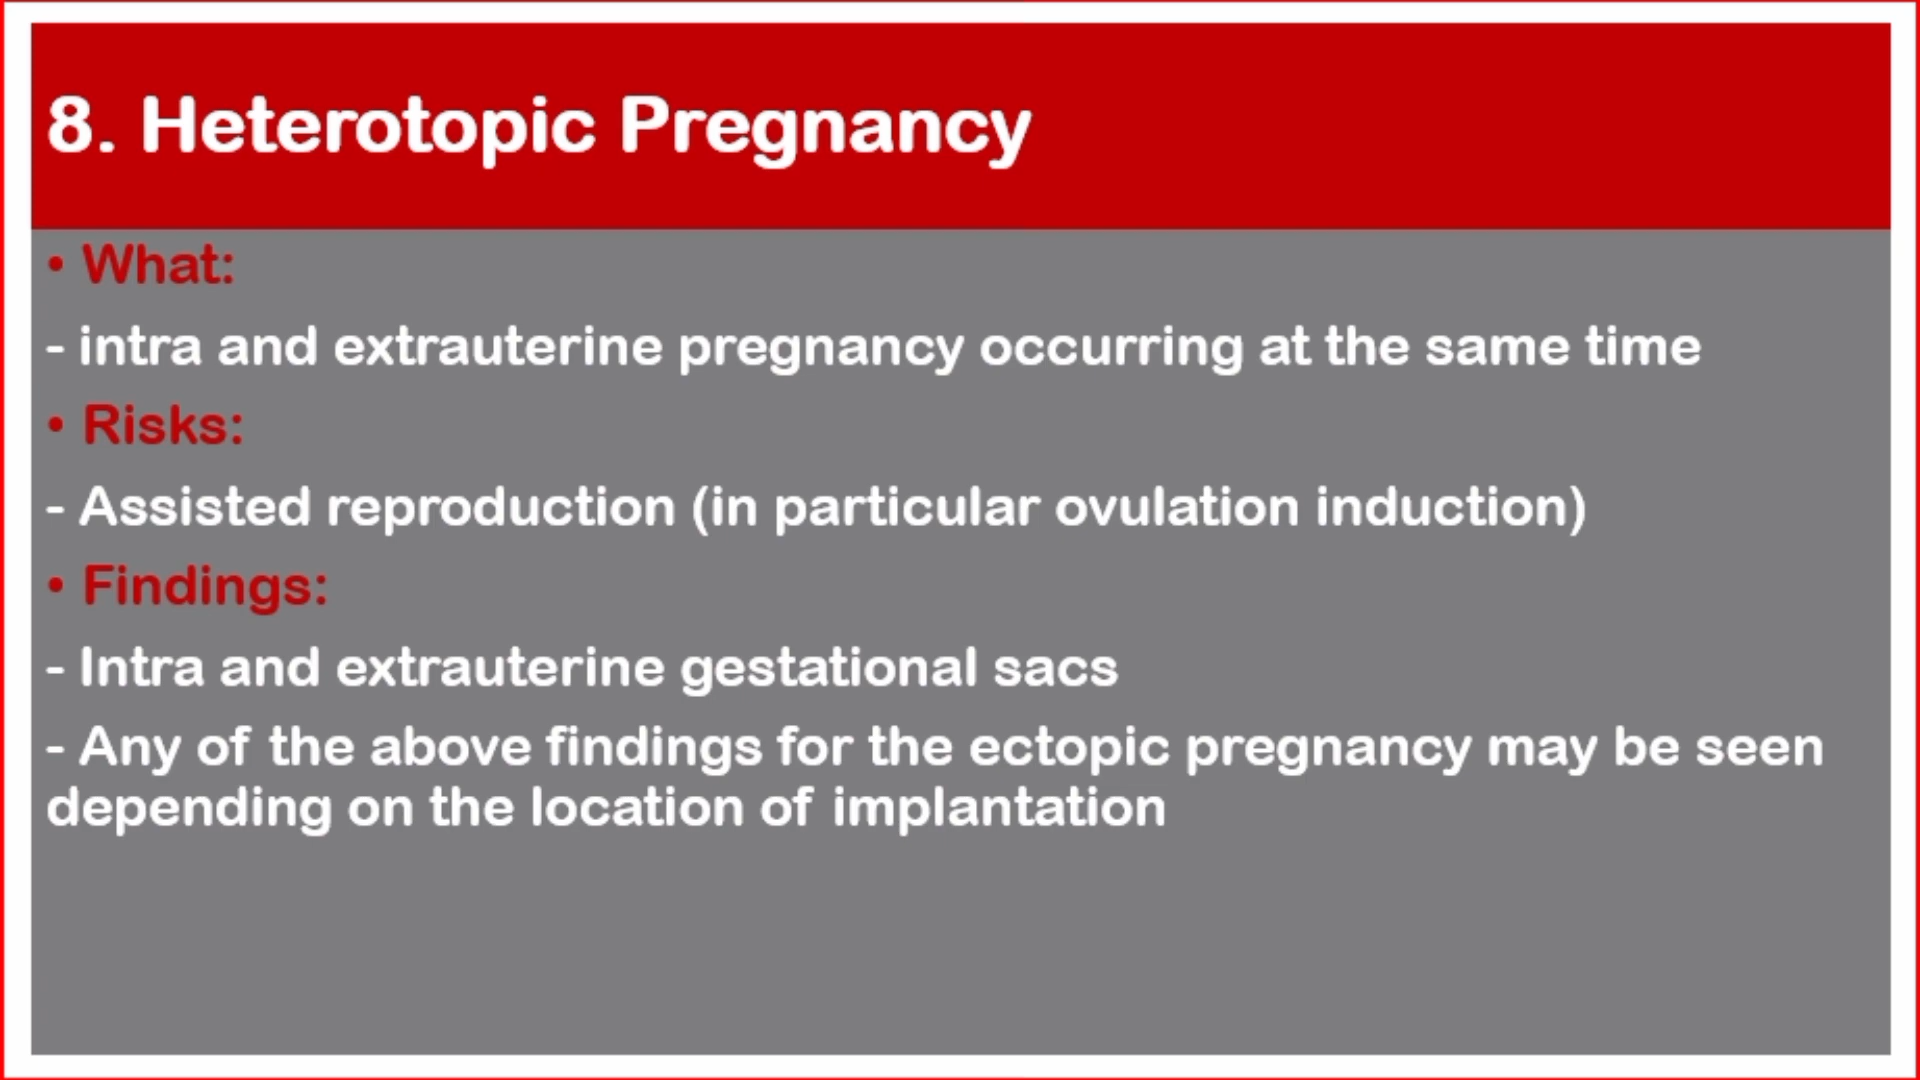 8. Heterotopic Pregnancy
• What:
- intra and extrauterine pregnancy occurring at the same time
• Risks:
- Assisted reproduction (in particular ovulation induction)
• Findings:
- Intra and extrauterine gestational sacs
- Any of the above findings for the ectopic pregnancy may be seen
depending on the location of implantation